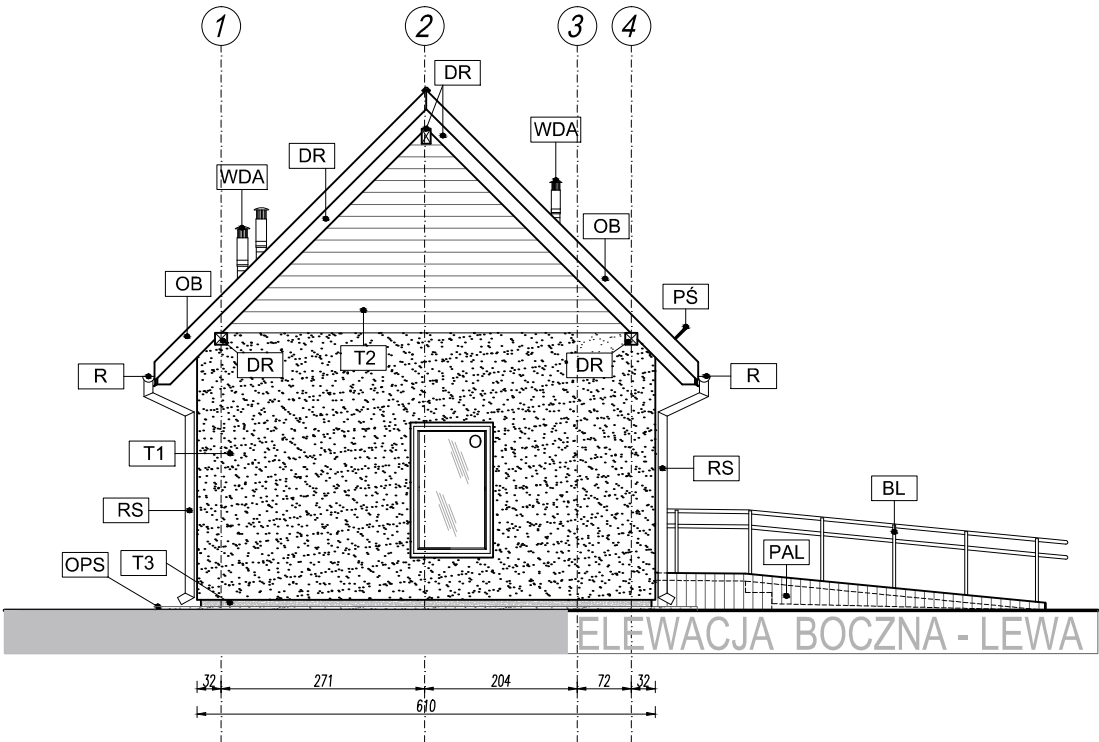 1 2 3 4
DR
WDA
DR
WDA
OB
OB
PŚ
T2
DR
DR
R
R
T1
RS
RS
BL
OPS
T3
PAL
ELEWACJA BOCZNA - LEWA
32 271 204 72 32
610